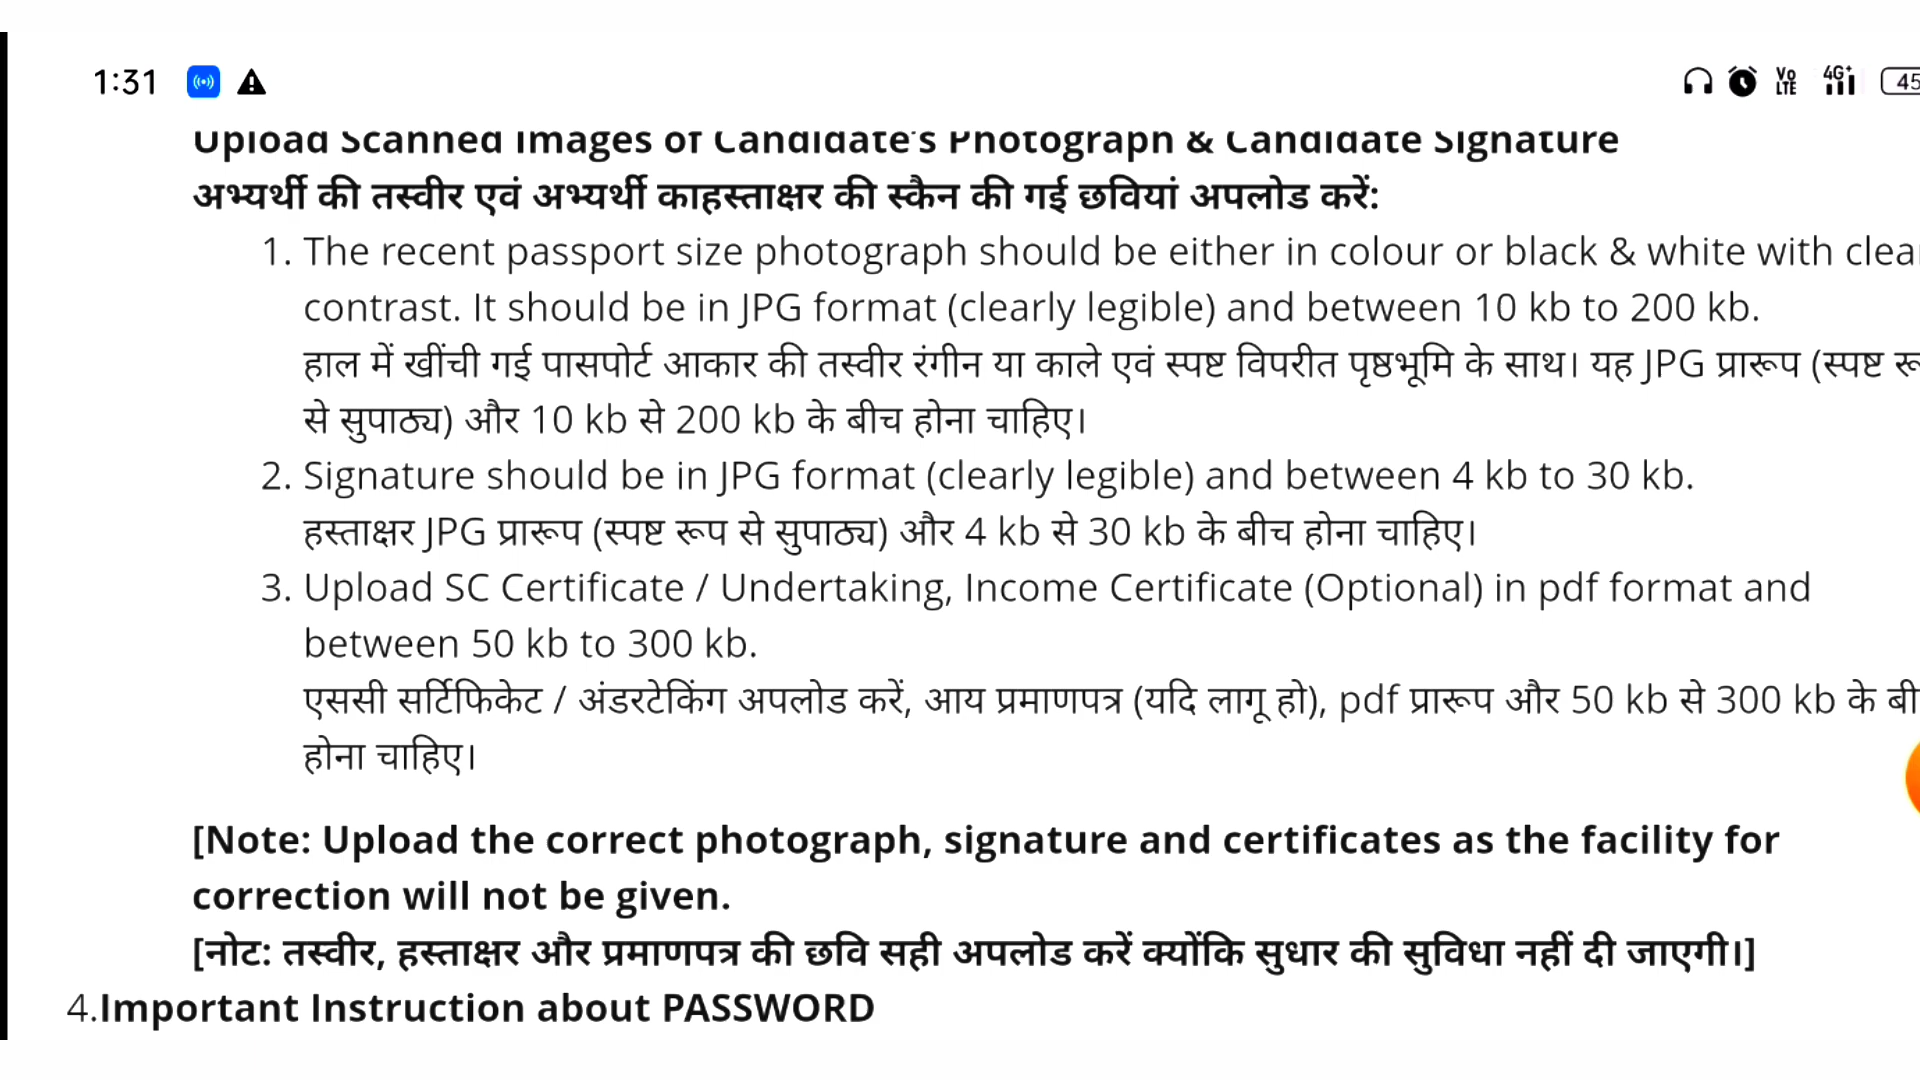 1:31 Vo LTE 4G+ 45
Upload Scanned Images of Candidate's Photograph & Candidate Signature
अभ्यर्थी की तस्वीर एवं अभ्यर्थी काहस्ताक्षर की स्कैन की गई छवियां अपलोड करें:
1. The recent passport size photograph should be either in colour or black & white with clea
contrast. It should be in JPG format (clearly legible) and between 10 kb to 200 kb.
हाल में खींची गई पासपोर्ट आकार की तस्वीर रंगीन या काले एवं स्पष्ट विपरीत पृष्ठभूमि के साथ। यह JPG प्रारूप (स्पष्ट रू
से सुपाठ्य) और 10 kb से 200 kb के बीच होना चाहिए।
2. Signature should be in JPG format (clearly legible) and between 4 kb to 30 kb.
हस्ताक्षर JPG प्रारूप (स्पष्ट रूप से सुपाठ्य) और 4 kb से 30 kb के बीच होना चाहिए।
3. Upload SC Certificate / Undertaking, Income Certificate (Optional) in pdf format and
between 50 kb to 300 kb.
एससी सर्टिफिकेट / अंडरटेकिंग अपलोड करें, आय प्रमाणपत्र (यदि लागू हो), pdf प्रारूप और 50 kb से 300 kb के बी
होना चाहिए।
[Note: Upload the correct photograph, signature and certificates as the facility for
correction will not be given.
[नोट: तस्वीर, हस्ताक्षर और प्रमाणपत्र की छवि सही अपलोड करें क्योंकि सुधार की सुविधा नहीं दी जाएगी।]
4.Important Instruction about PASSWORD